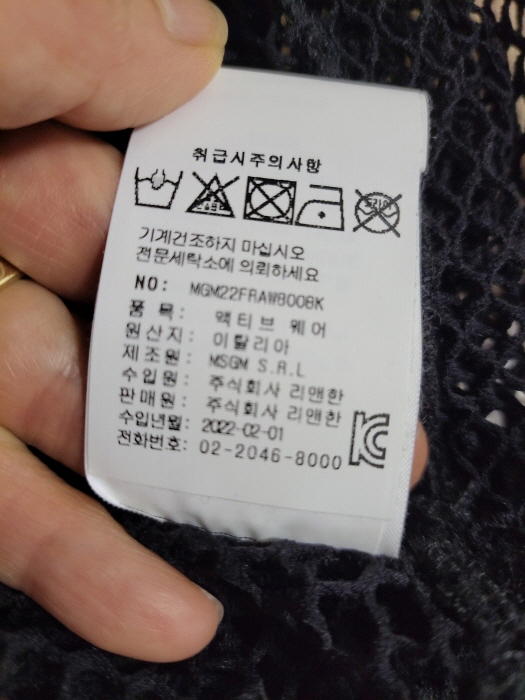 취급시주의사항
드라이
기계건조하지 마십시오
전문세탁소에 의뢰하세요
NO: MGM22FRAW8008K
품 목: 액티브 웨어
원산지: 이탈리아
제조원: MSGM S.R.L
수입원: 주식회사 리앤한
판매원: 주식회사 리앤한
수입년월: 2022-02-01
전화번호: 02-2046-8000